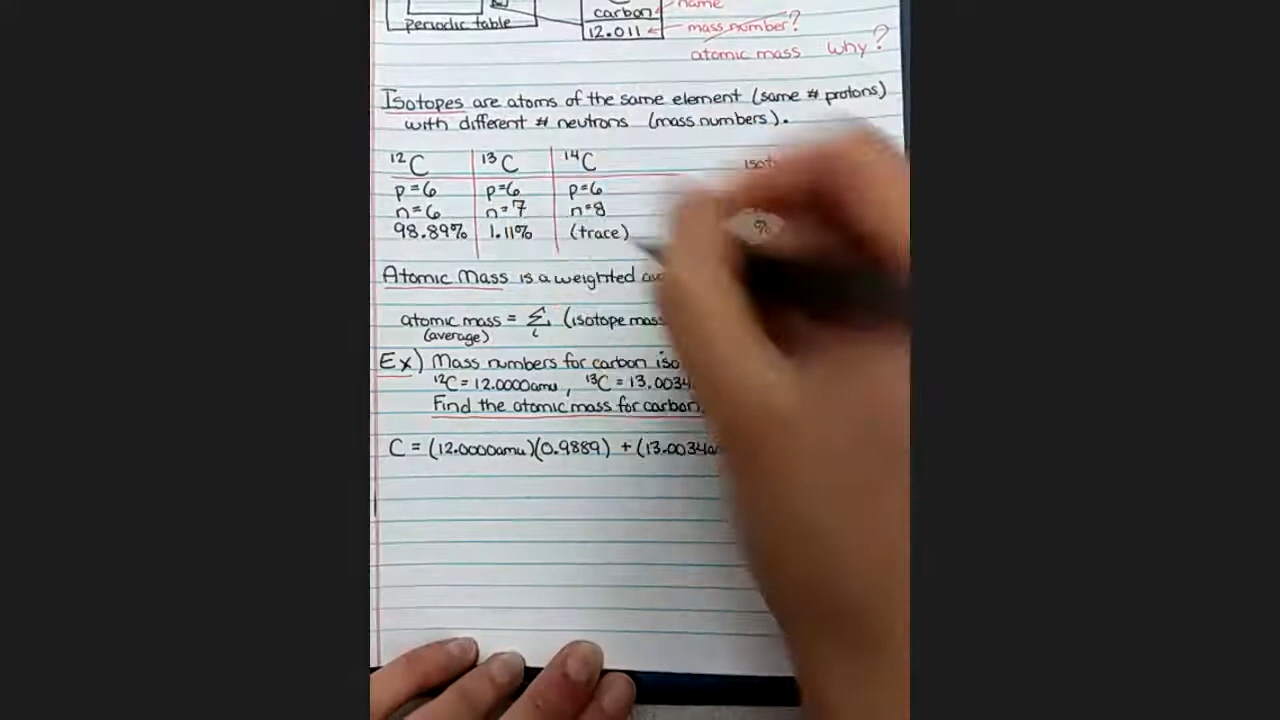 name
carbon
periodic table
12.011
mass number?
atomic mass why?
Isotopes are atoms of the same element (same # protons)
with different # neutrons (mass numbers).
¹²C ¹³C ¹⁴C
p=6 p=6 p=6
n=6 n=7 n=8
98.89% 1.11% (trace) %
Atomic Mass is a weighted
atomic mass = Σ (isotope mass
(average) i
Ex) Mass numbers for carbon
¹²C = 12.0000amu, ¹³C = 13.0034
Find the atomic mass for carbon.
C = (12.0000amu)(0.9889) + (13.0034